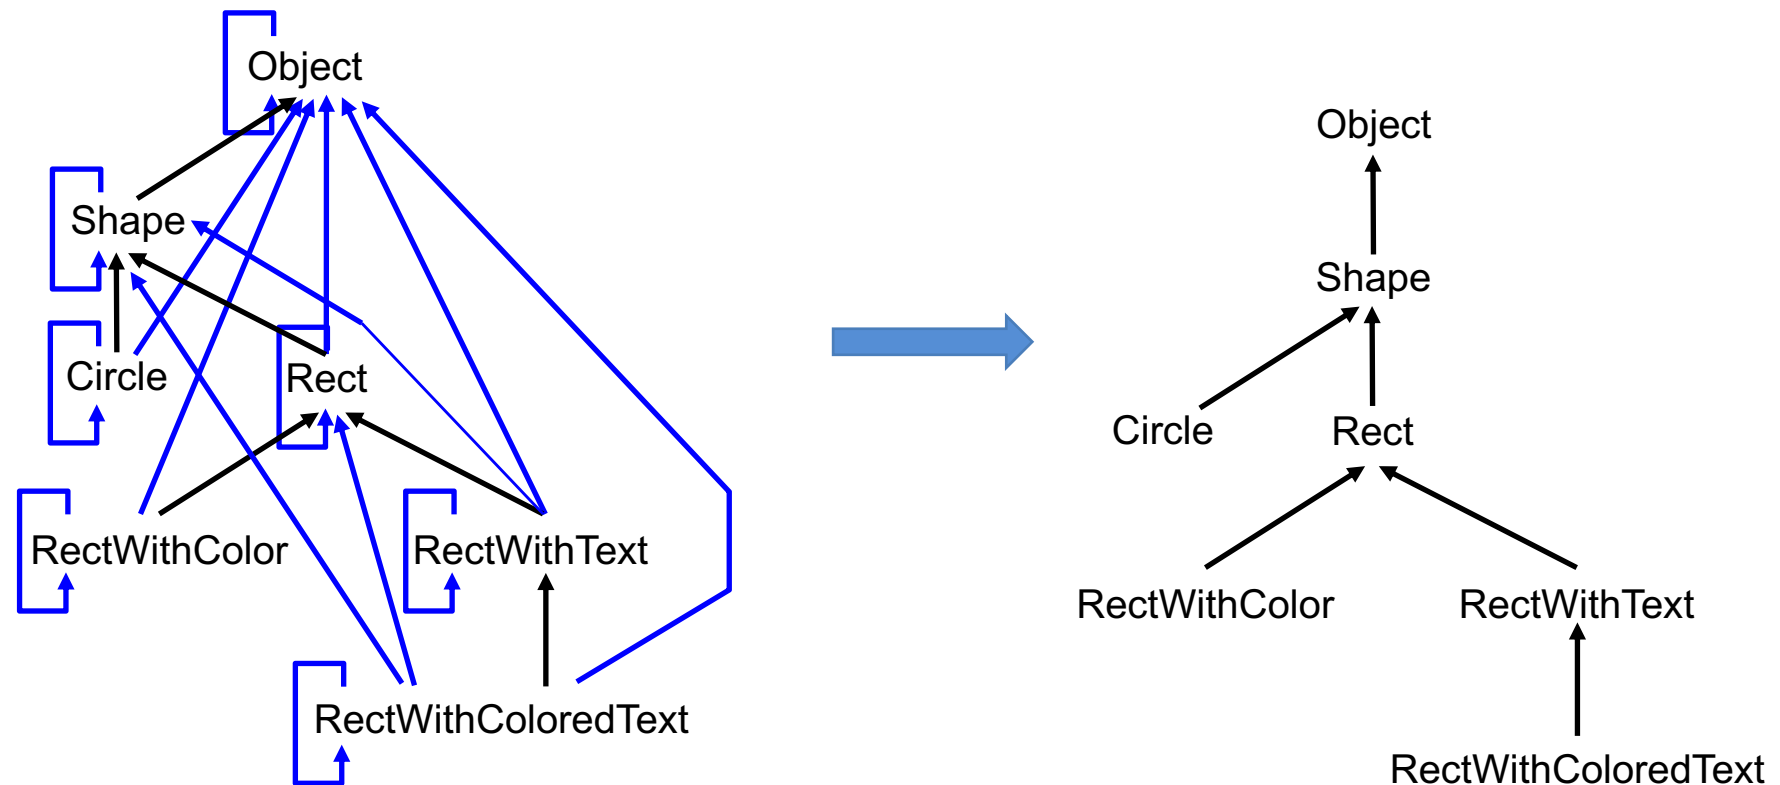 Object
Shape
Circle
Rect
RectWithColor
RectWithText
RectWithColoredText
Object
Shape
Circle
Rect
RectWithColor
RectWithText
RectWithColoredText